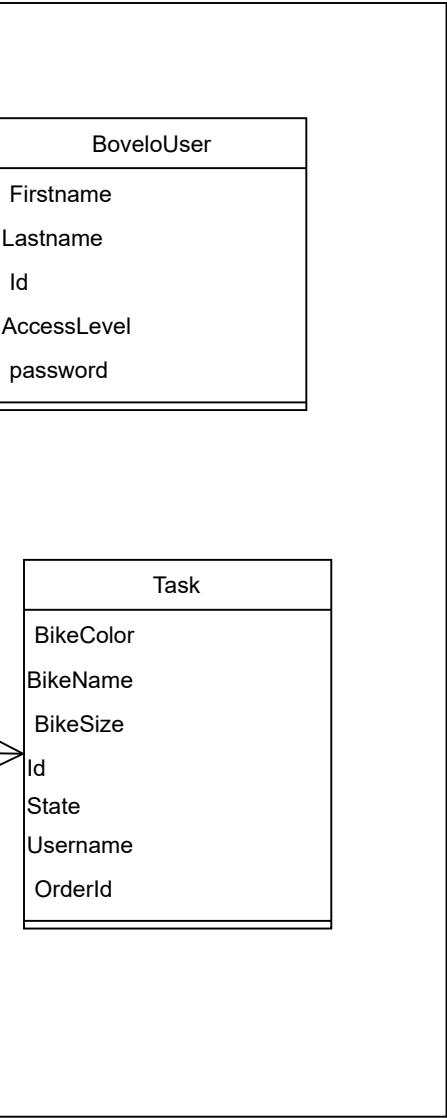 BoveloUser
Firstname
Lastname
Id
AccessLevel
password
Task
BikeColor
BikeName
BikeSize
Id
State
Username
OrderId